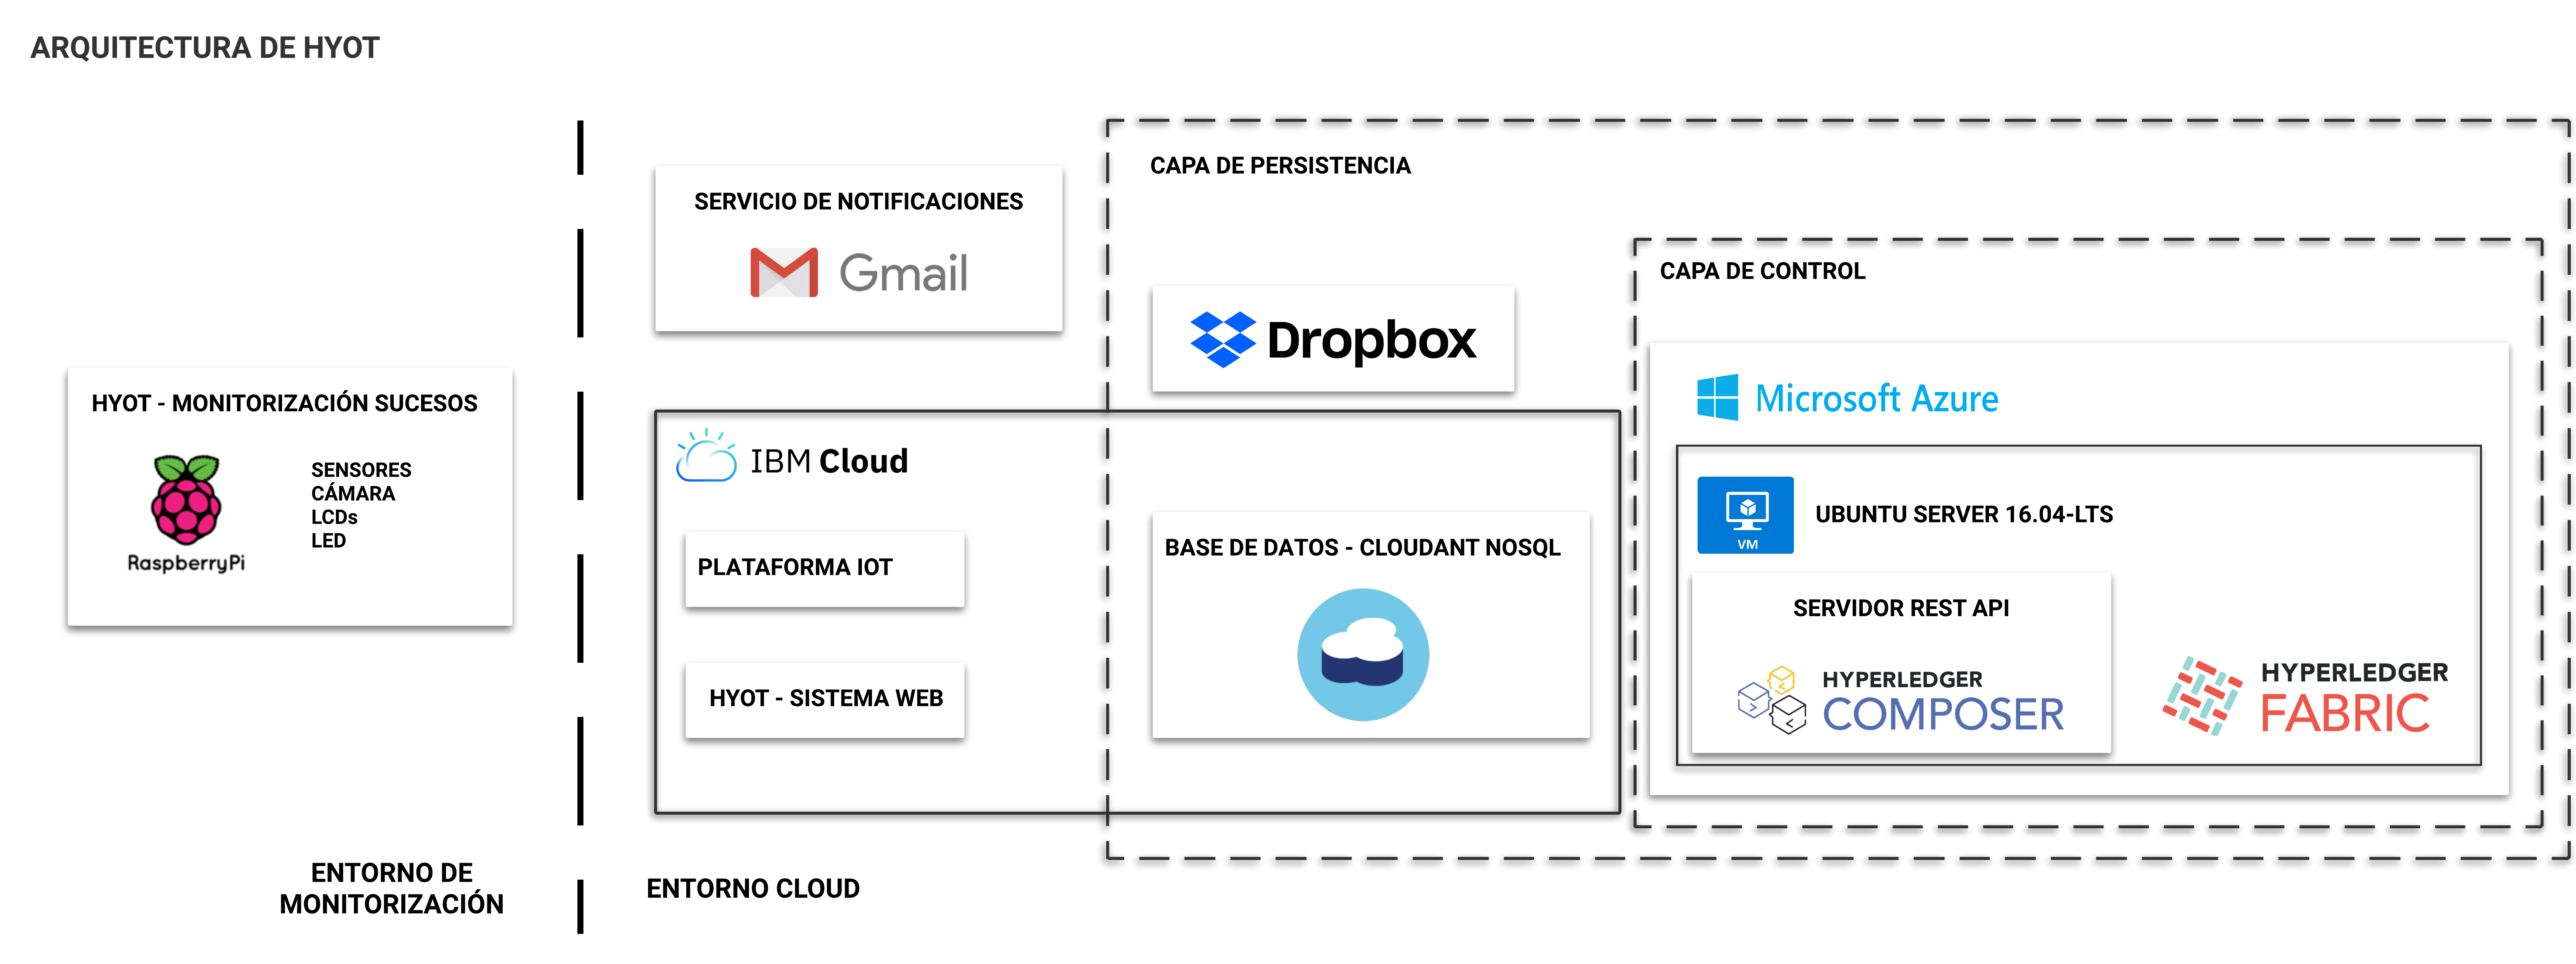 ARQUITECTURA DE HYOT
HYOT - MONITORIZACIÓN SUCESOS
RaspberryPi
SENSORES
CÁMARA
LCDs
LED
ENTORNO DE
MONITORIZACIÓN
SERVICIO DE NOTIFICACIONES
Gmail
IBM Cloud
PLATAFORMA IOT
HYOT - SISTEMA WEB
ENTORNO CLOUD
CAPA DE PERSISTENCIA
Dropbox
BASE DE DATOS - CLOUDANT NOSQL
CAPA DE CONTROL
Microsoft Azure
VM
UBUNTU SERVER 16.04-LTS
SERVIDOR REST API
HYPERLEDGER
COMPOSER
HYPERLEDGER
FABRIC